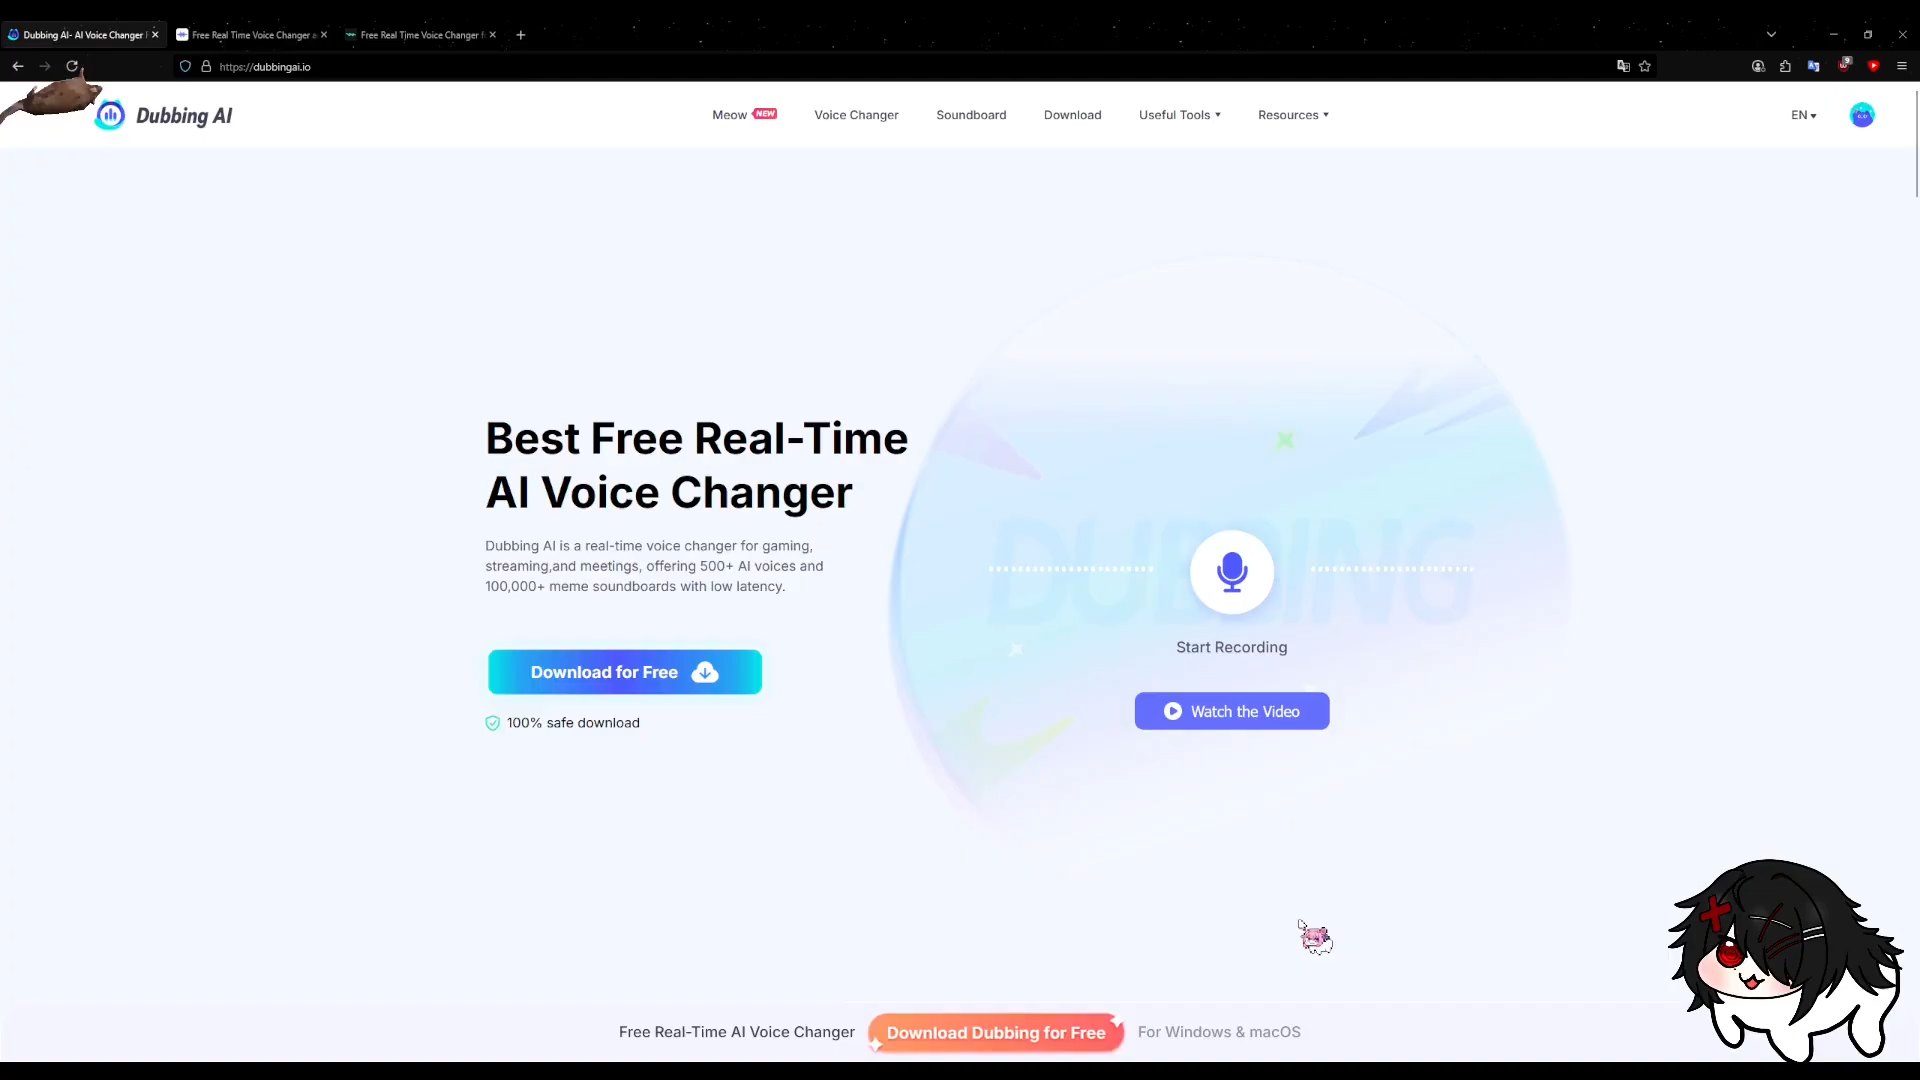 Dubbing AI- AI Voice Changer
Free Real Time Voice Changer a
Free Real Time Voice Changer f
https://dubbingai.io
9
Dubbing AI
Meow NEW
Voice Changer
Soundboard
Download
Useful Tools
Resources
EN
Best Free Real-Time
AI Voice Changer
Dubbing AI is a real-time voice changer for gaming,
streaming,and meetings, offering 500+ AI voices and
100,000+ meme soundboards with low latency.
Download for Free
100% safe download
DUBBING
Start Recording
Watch the Video
Free Real-Time AI Voice Changer
Download Dubbing for Free
For Windows & macOS